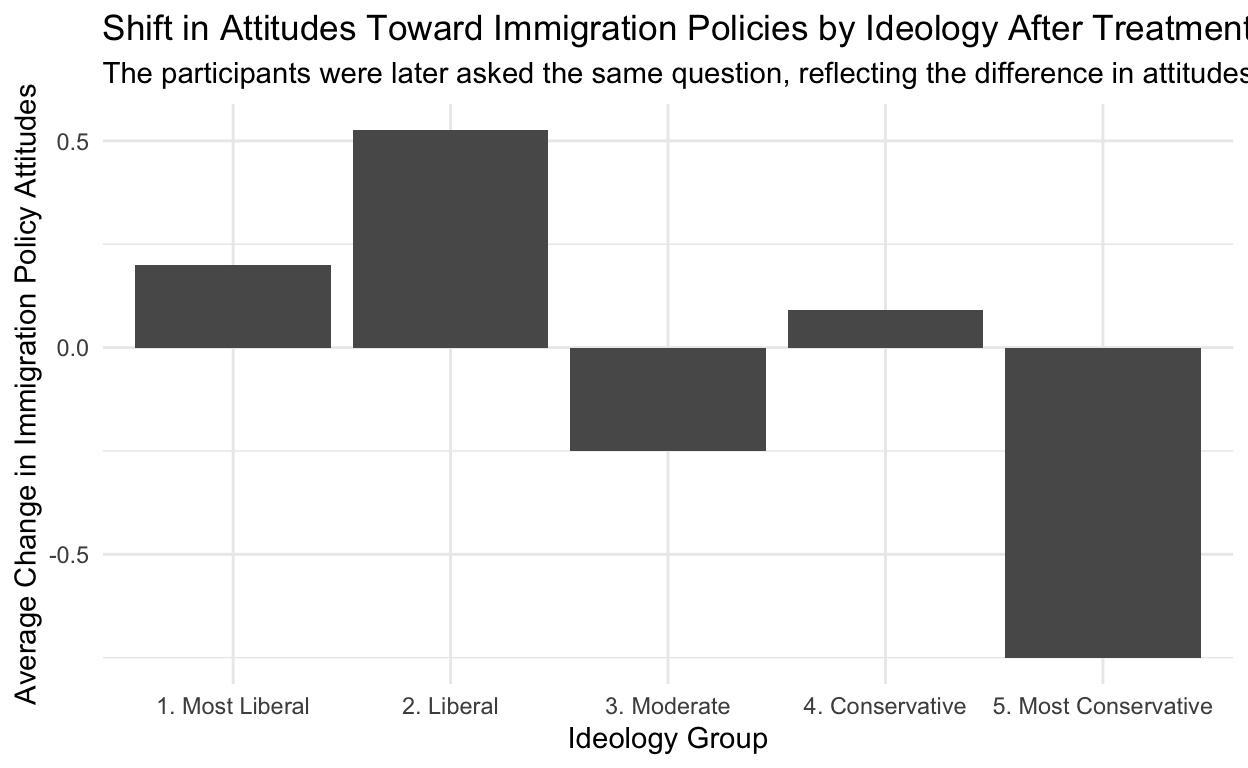 Shift in Attitudes Toward Immigration Policies by Ideology After Treatment
The participants were later asked the same question, reflecting the difference in attitudes
Average Change in Immigration Policy Attitudes
0.5
0.0
-0.5
1. Most Liberal
2. Liberal
3. Moderate
4. Conservative
5. Most Conservative
Ideology Group